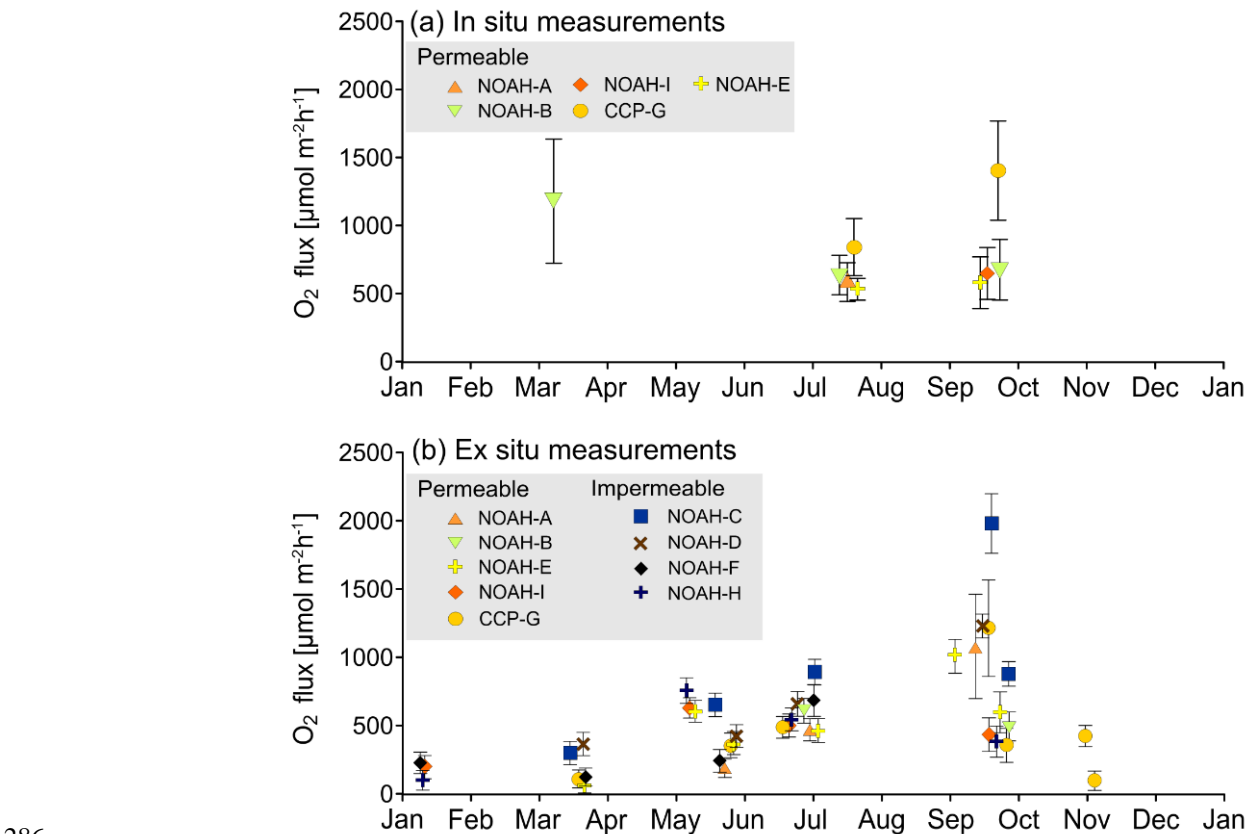 (a) In situ measurements
Permeable
NOAH-A NOAH-I NOAH-E
NOAH-B CCP-G
O2 flux [µmol m-2h-1]
2500
2000
1500
1000
500
0
Jan Feb Mar Apr May Jun Jul Aug Sep Oct Nov Dec Jan
(b) Ex situ measurements
Permeable Impermeable
NOAH-A NOAH-C
NOAH-B NOAH-D
NOAH-E NOAH-F
NOAH-I NOAH-H
CCP-G
O2 flux [µmol m-2h-1]
2500
2000
1500
1000
500
0
Jan Feb Mar Apr May Jun Jul Aug Sep Oct Nov Dec Jan